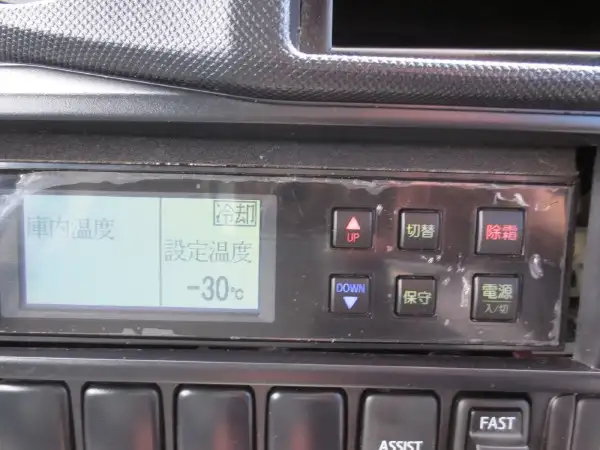 冷却
庫内温度
設定温度
-30℃
UP
切替
除霜
DOWN
保守
電源
入/切
ASSIST
FAST